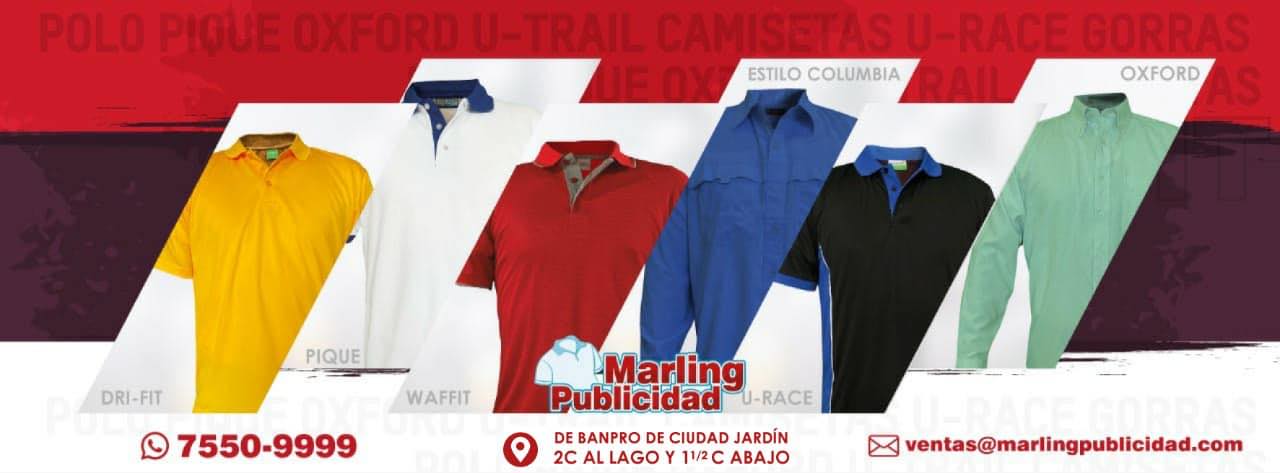 POLO PIQUE OXFORD U-TRAIL CAMISETAS U-RACE GORRAS
ESTILO COLUMBIA
OXFORD
PIQUE
DRI-FIT
WAFFIT
U-RACE
Marling
Publicidad
7550-9999
DE BANPRO DE CIUDAD JARDÍN
2C AL LAGO Y 1 1/2 C ABAJO
ventas@marlingpublicidad.com